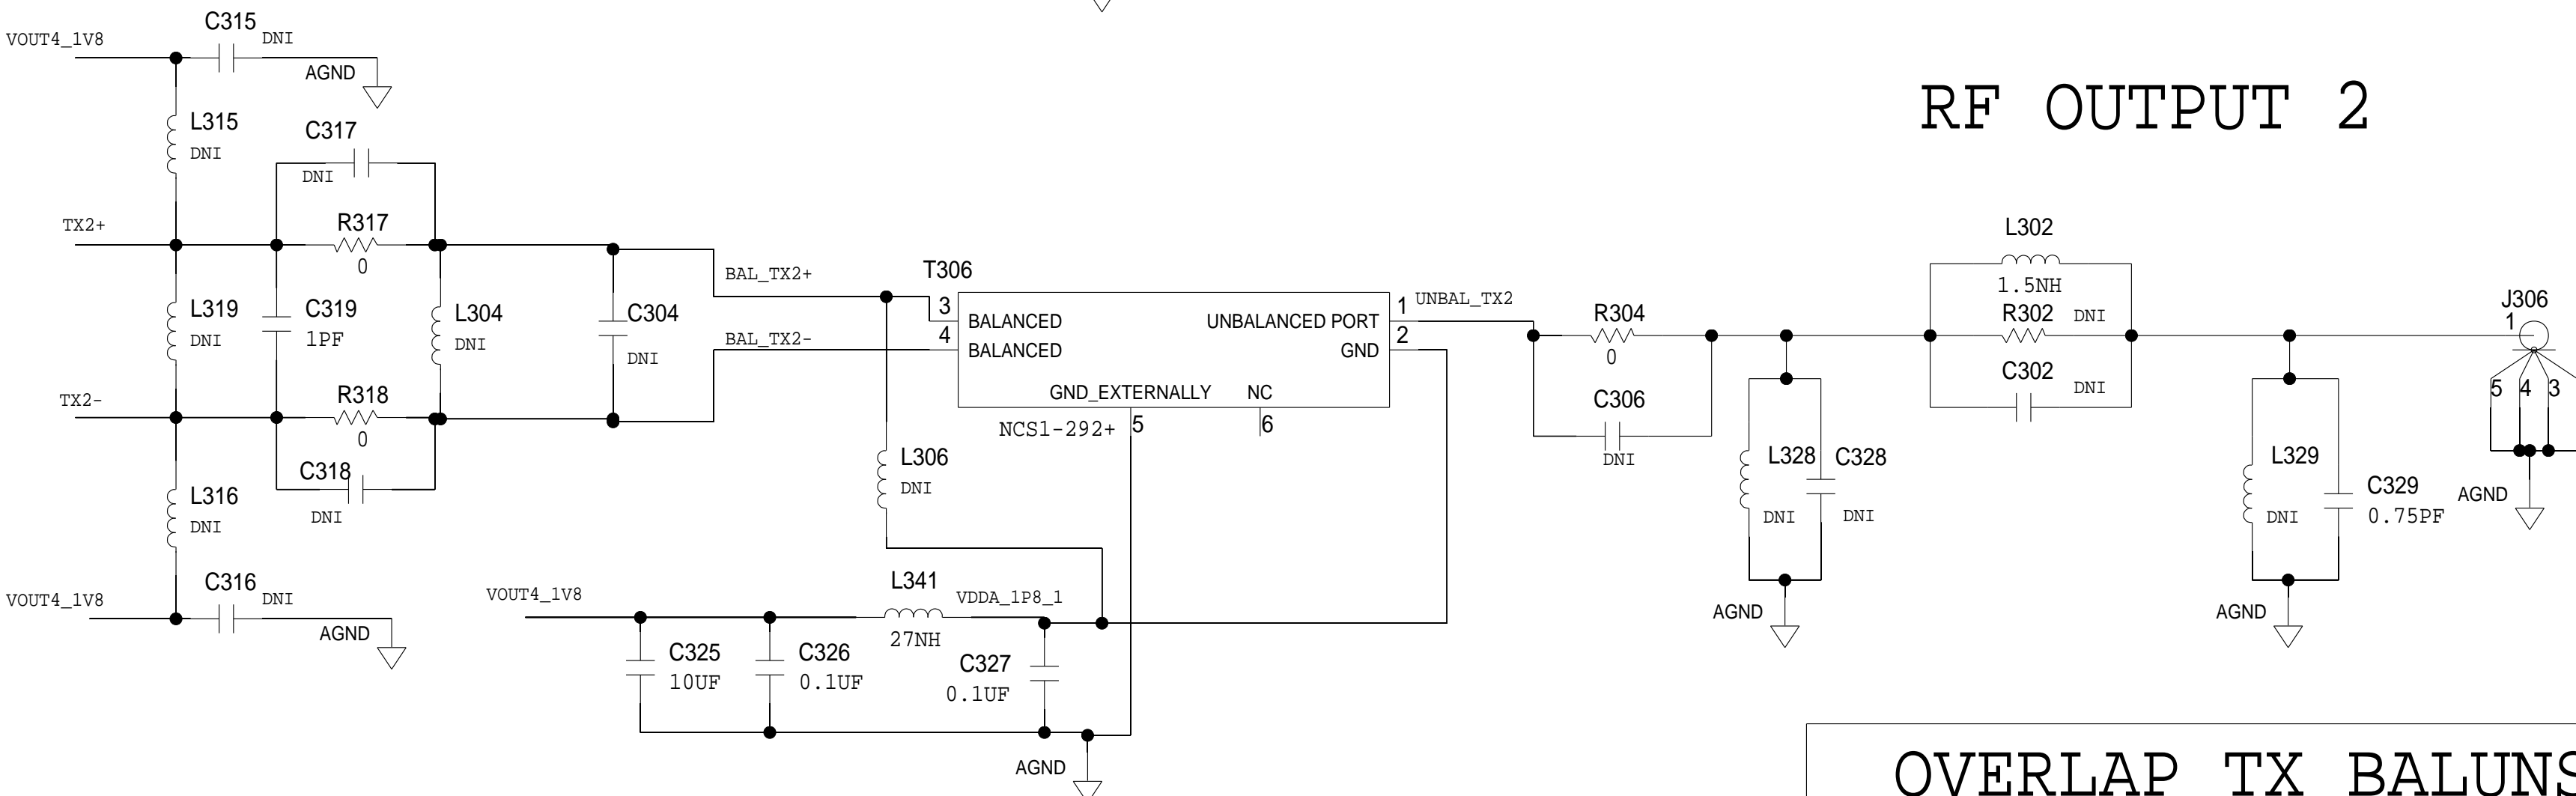 C315
DNI
VOUT4_1V8
AGND
L315
DNI
C317
DNI
TX2+
R317
0
L319
DNI
C319
1PF
L304
DNI
C304
DNI
TX2-
R318
0
C318
DNI
L316
DNI
C316
DNI
VOUT4_1V8
AGND
BAL_TX2+
BAL_TX2-
T306
3
BALANCED
4
BALANCED
UNBALANCED PORT
1
GND
2
GND_EXTERNALLY
NC
5
6
NCS1-292+
UNBAL_TX2
L306
DNI
VOUT4_1V8
L341
27NH
VDDA_1P8_1
C325
10UF
C326
0.1UF
C327
0.1UF
AGND
RF OUTPUT 2
R304
0
C306
DNI
L328
DNI
C328
DNI
AGND
L302
1.5NH
R302
DNI
C302
DNI
L329
DNI
C329
0.75PF
AGND
J306
1
5
4
3
AGND
OVERLAP TX BALUNS